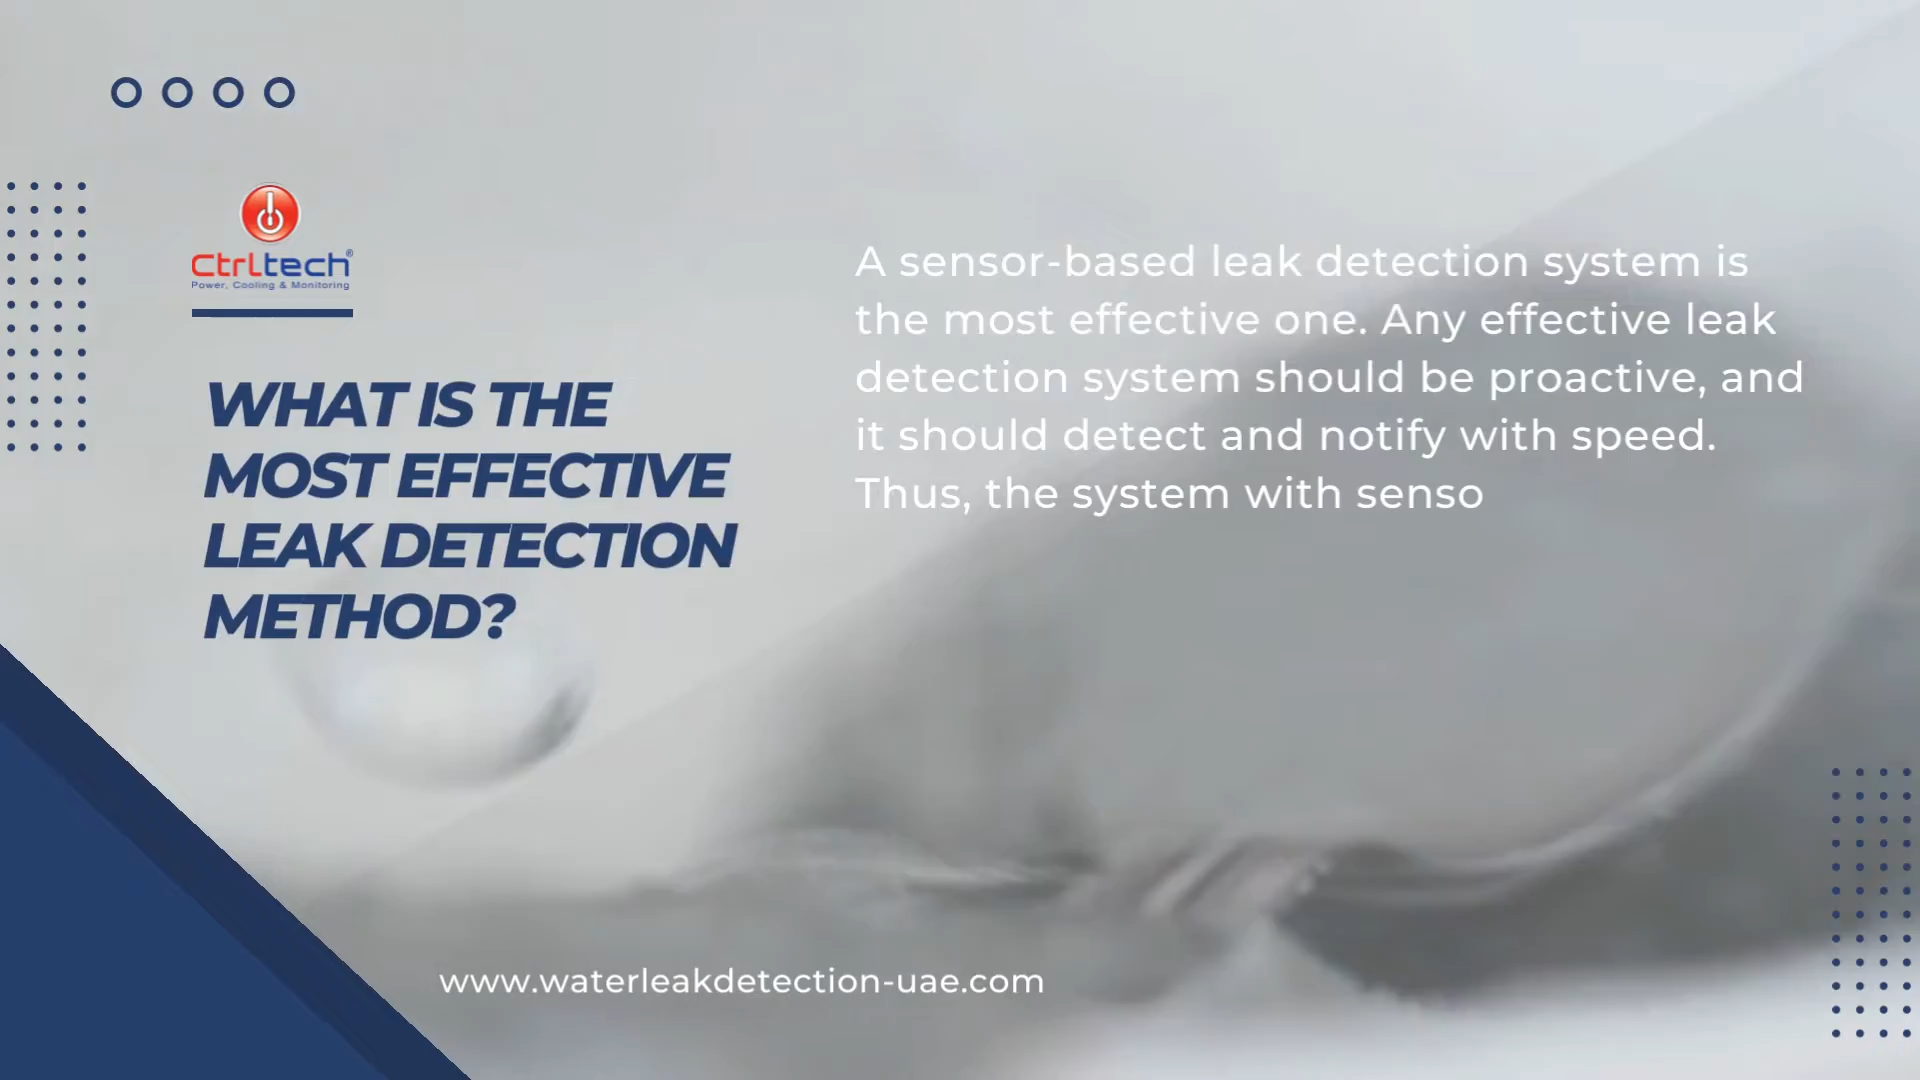 Ctrltech®
Power, Cooling & Monitoring
WHAT IS THE
MOST EFFECTIVE
LEAK DETECTION
METHOD?
A sensor-based leak detection system is
the most effective one. Any effective leak
detection system should be proactive, and
it should detect and notify with speed.
Thus, the system with senso
www.waterleakdetection-uae.com